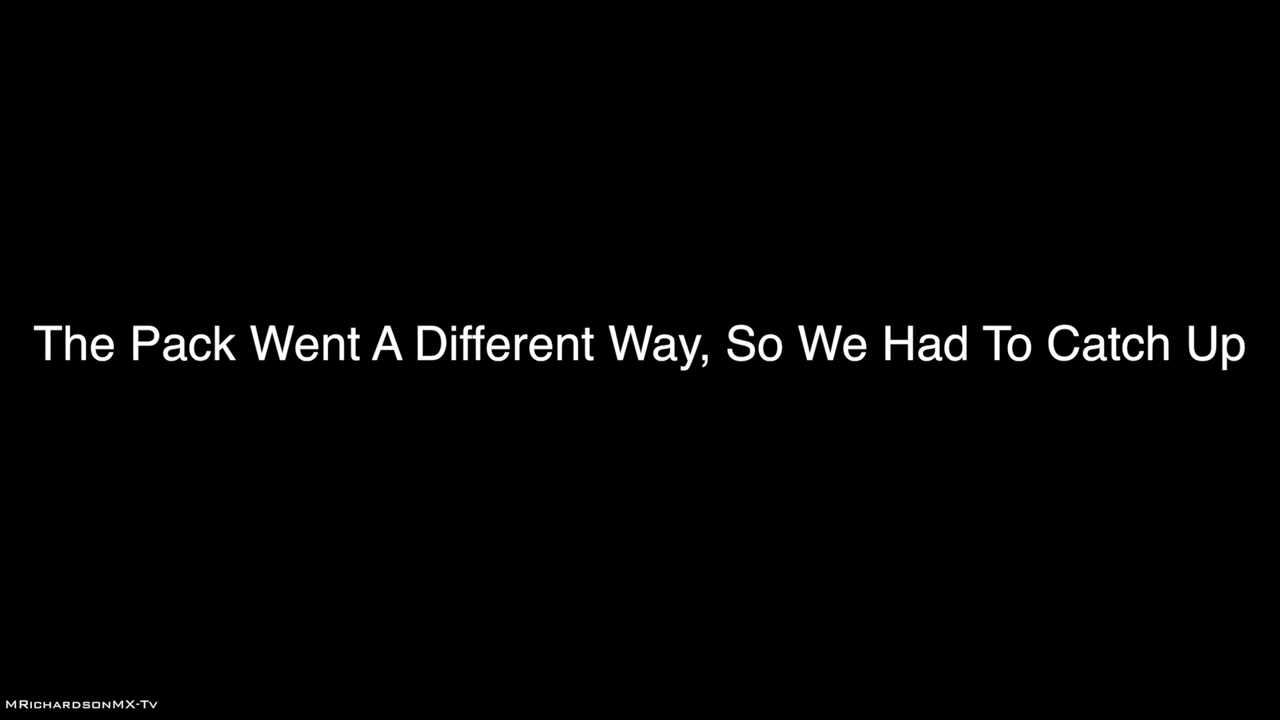 The Pack Went A Different Way, So We Had To Catch Up
MRichardsonMX-Tv